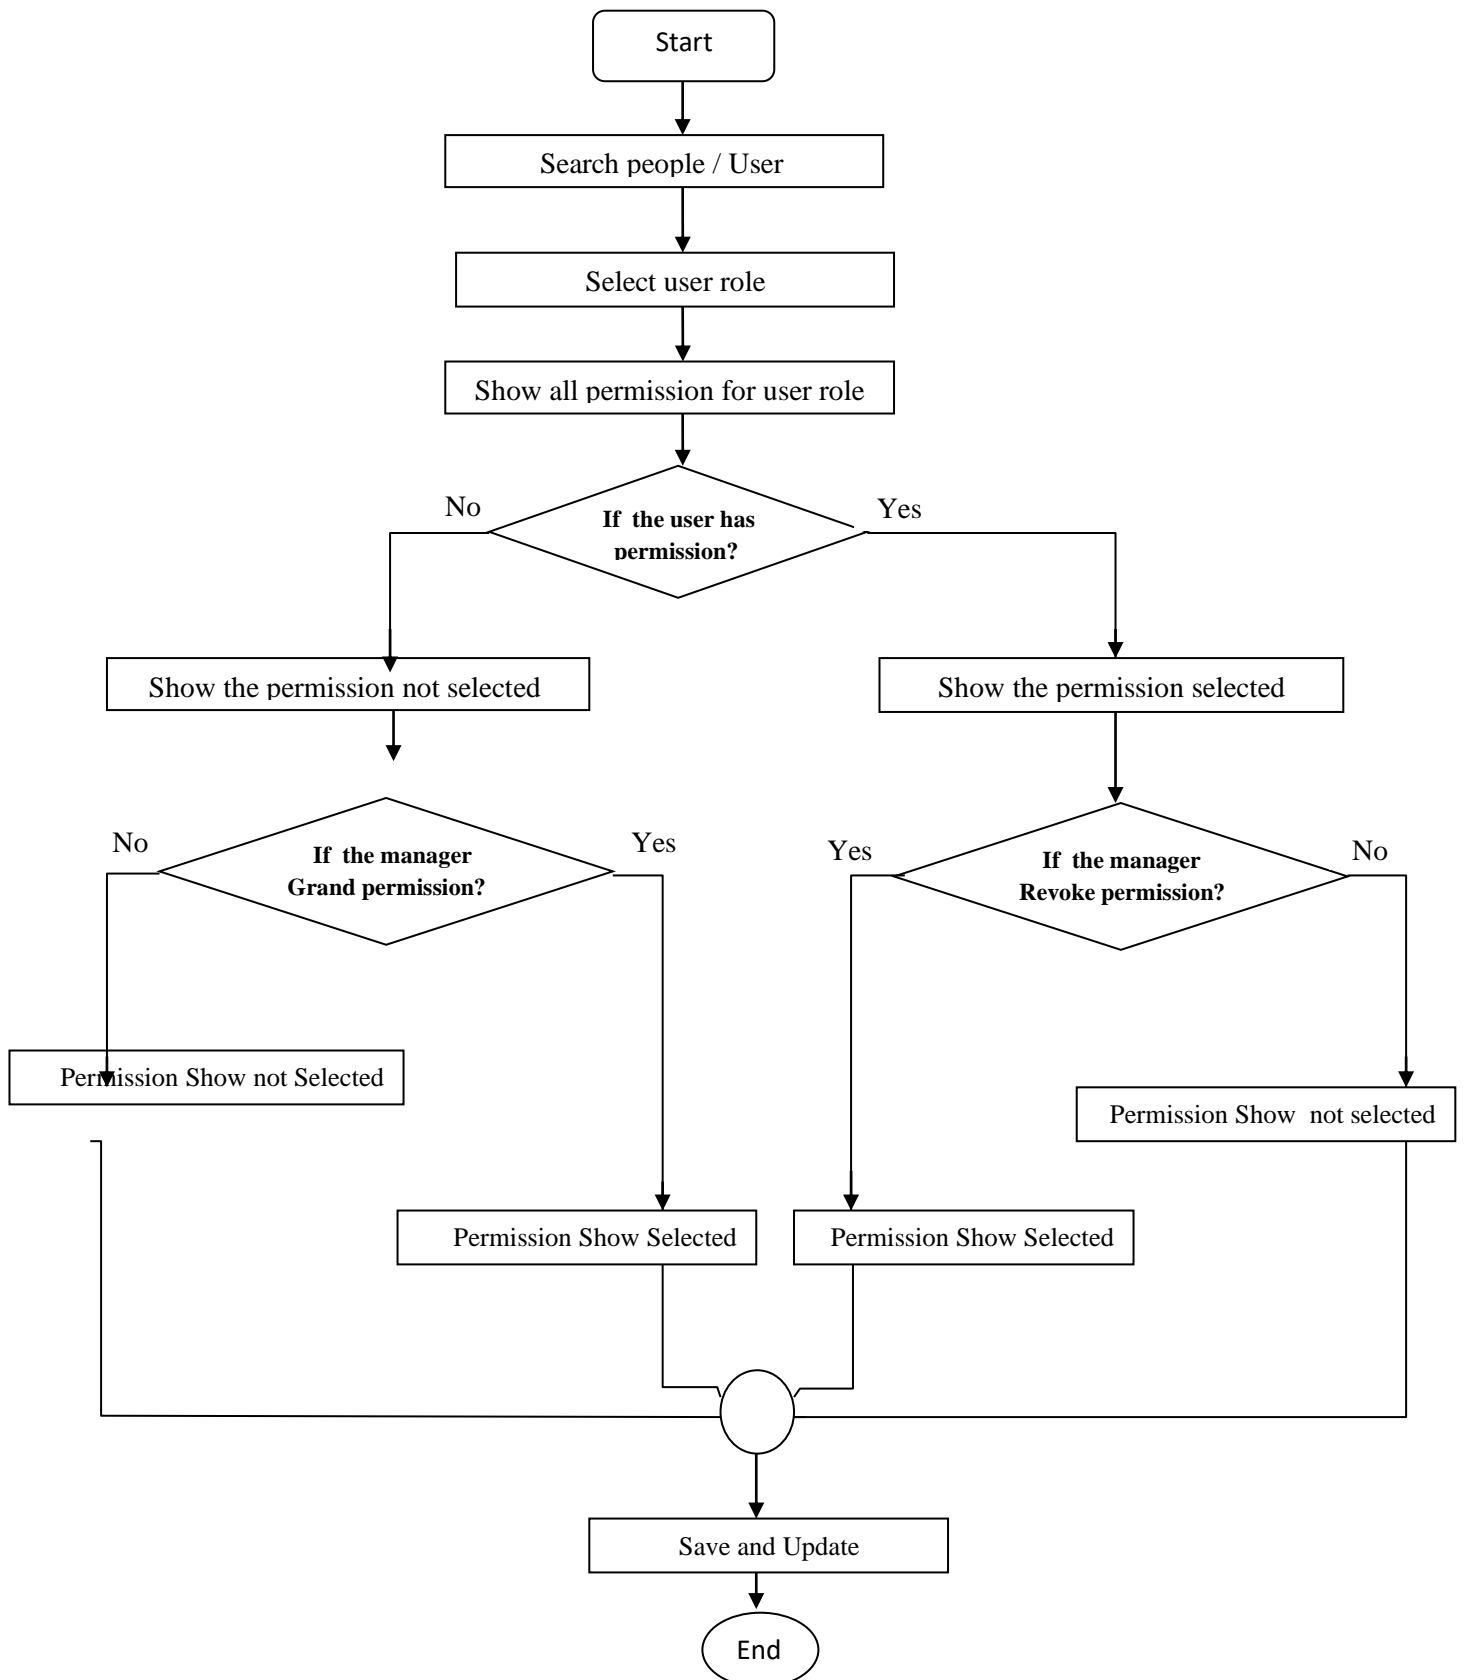 Start
Search people / User
Select user role
Show all permission for user role
No
Yes
If the user has
permission?
Show the permission not selected
Show the permission selected
No
Yes
If the manager
Grand permission?
Yes
No
If the manager
Revoke permission?
Permission Show not Selected
Permission Show not selected
Permission Show Selected
Permission Show Selected
Save and Update
End